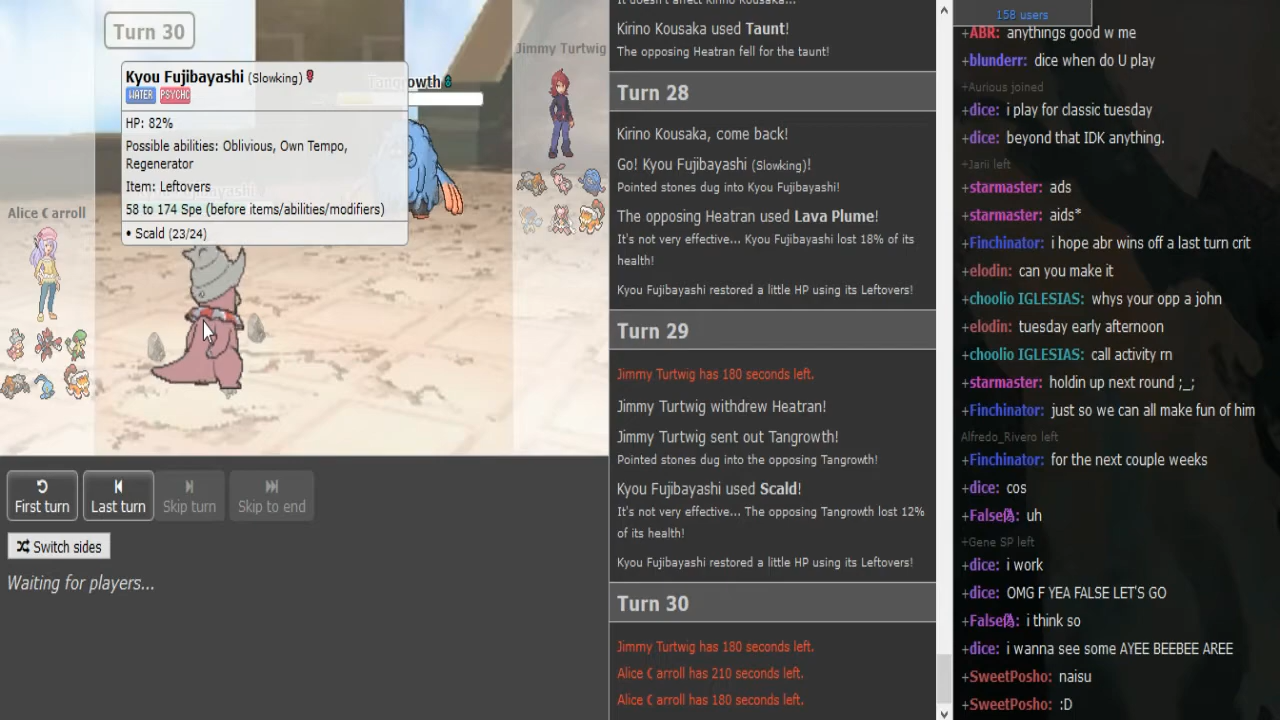 Turn 30
Jimmy Turtwig
Kyou Fujibayashi (Slowking)
WATER PSYCHC
HP: 82%
Possible abilities: Oblivious, Own Tempo,
Regenerator
Item: Leftovers
58 to 174 Spe (before items/abilities/modifiers)
• Scald (23/24)
Alice C arroll
First turn
Last turn
Skip turn
Skip to end
Switch sides
Waiting for players...
Kirino Kousaka used Taunt!
The opposing Heatran fell for the taunt!
Turn 28
Kirino Kousaka, come back!
Go! Kyou Fujibayashi (Slowking)!
Pointed stones dug into Kyou Fujibayashi!
The opposing Heatran used Lava Plume!
It's not very effective... Kyou Fujibayashi lost 18% of its
health!
Kyou Fujibayashi restored a little HP using its Leftovers!
Turn 29
Jimmy Turtwig has 180 seconds left.
Jimmy Turtwig withdrew Heatran!
Jimmy Turtwig sent out Tangrowth!
Pointed stones dug into the opposing Tangrowth!
Kyou Fujibayashi used Scald!
It's not very effective... The opposing Tangrowth lost 12%
of its health!
Kyou Fujibayashi restored a little HP using its Leftovers!
Turn 30
Jimmy Turtwig has 180 seconds left.
Alice C arroll has 210 seconds left.
Alice C arroll has 180 seconds left.
158 users
+ABR: anythings good w me
+blunderr: dice when do U play
+Aurious joined
+dice: i play for classic tuesday
+dice: beyond that IDK anything.
+Jarii left
+starmaster: ads
+starmaster: aids*
+Finchinator: i hope abr wins off a last turn crit
+elodin: can you make it
+choolio IGLESIAS: whys your opp a john
+elodin: tuesday early afternoon
+choolio IGLESIAS: call activity rn
+starmaster: holdin up next round ;_;
+Finchinator: just so we can all make fun of him
Alfredo_Rivero left
+Finchinator: for the next couple weeks
+dice: cos
+False: uh
+Gene SP left
+dice: i work
+dice: OMG F YEA FALSE LET'S GO
+False: i think so
+dice: i wanna see some AYEE BEEBEE AREE
+SweetPosho: naisu
+SweetPosho: :D